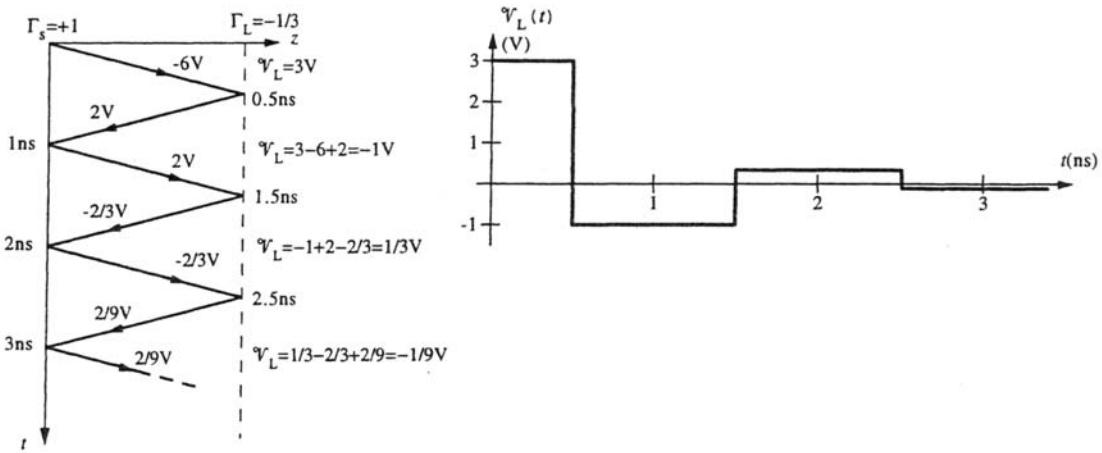 Γs=+1
ΓL=−1/3
z
-6V
𝒱L=3V
0.5ns
2V
1ns
𝒱L=3−6+2=−1V
2V
1.5ns
-2/3V
2ns
𝒱L=−1+2−2/3=1/3V
-2/3V
2.5ns
2/9V
3ns
𝒱L=1/3−2/3+2/9=−1/9V
2/9V
t
𝒱L(t)
(V)
3
2
1
t(ns)
1
2
3
-1